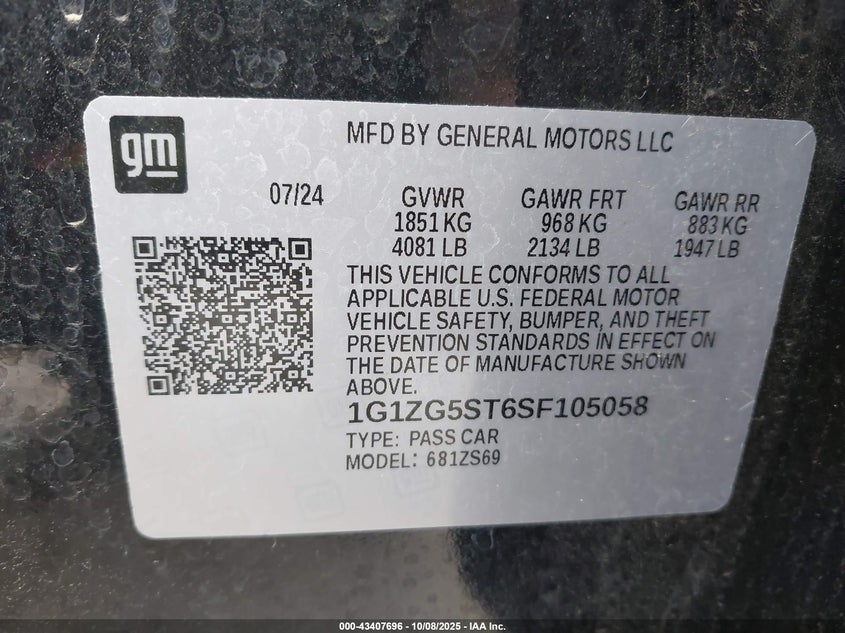 gm
MFD BY GENERAL MOTORS LLC
07/24 GVWR GAWR FRT GAWR RR
1851 KG 968 KG 883 KG
4081 LB 2134 LB 1947 LB
THIS VEHICLE CONFORMS TO ALL
APPLICABLE U.S. FEDERAL MOTOR
VEHICLE SAFETY, BUMPER, AND THEFT
PREVENTION STANDARDS IN EFFECT ON
THE DATE OF MANUFACTURE SHOWN
ABOVE.
1G1ZG5ST6SF105058
TYPE: PASS CAR
MODEL: 681ZS69
000-43407696 - 10/08/2025 - IAA Inc.